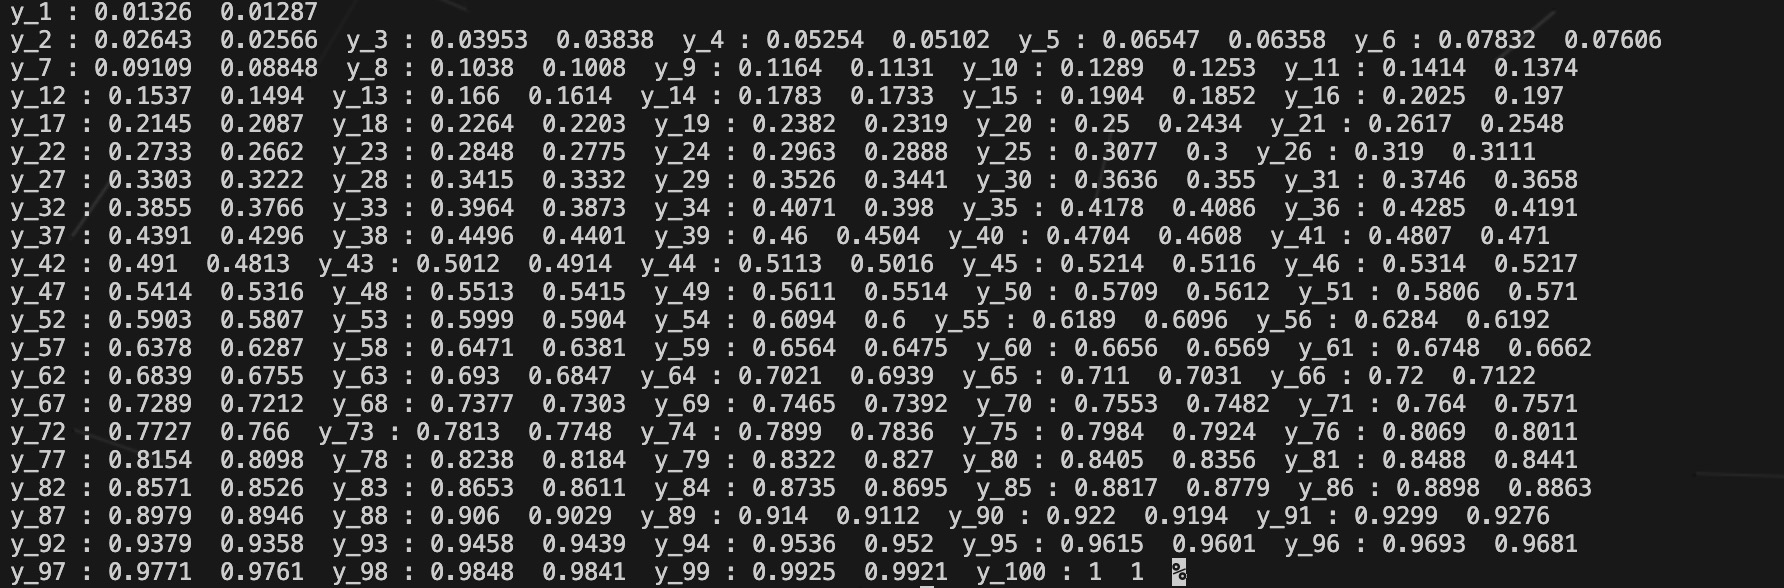 y_1 : 0.01326  0.01287
y_2 : 0.02643  0.02566  y_3 : 0.03953  0.03838  y_4 : 0.05254  0.05102  y_5 : 0.06547  0.06358  y_6 : 0.07832  0.07606
y_7 : 0.09109  0.08848  y_8 : 0.1038  0.1008  y_9 : 0.1164  0.1131  y_10 : 0.1289  0.1253  y_11 : 0.1414  0.1374
y_12 : 0.1537  0.1494  y_13 : 0.166  0.1614  y_14 : 0.1783  0.1733  y_15 : 0.1904  0.1852  y_16 : 0.2025  0.197
y_17 : 0.2145  0.2087  y_18 : 0.2264  0.2203  y_19 : 0.2382  0.2319  y_20 : 0.25  0.2434  y_21 : 0.2617  0.2548
y_22 : 0.2733  0.2662  y_23 : 0.2848  0.2775  y_24 : 0.2963  0.2888  y_25 : 0.3077  0.3  y_26 : 0.319  0.3111
y_27 : 0.3303  0.3222  y_28 : 0.3415  0.3332  y_29 : 0.3526  0.3441  y_30 : 0.3636  0.355  y_31 : 0.3746  0.3658
y_32 : 0.3855  0.3766  y_33 : 0.3964  0.3873  y_34 : 0.4071  0.398  y_35 : 0.4178  0.4086  y_36 : 0.4285  0.4191
y_37 : 0.4391  0.4296  y_38 : 0.4496  0.4401  y_39 : 0.46  0.4504  y_40 : 0.4704  0.4608  y_41 : 0.4807  0.471
y_42 : 0.491  0.4813  y_43 : 0.5012  0.4914  y_44 : 0.5113  0.5016  y_45 : 0.5214  0.5116  y_46 : 0.5314  0.5217
y_47 : 0.5414  0.5316  y_48 : 0.5513  0.5415  y_49 : 0.5611  0.5514  y_50 : 0.5709  0.5612  y_51 : 0.5806  0.571
y_52 : 0.5903  0.5807  y_53 : 0.5999  0.5904  y_54 : 0.6094  0.6  y_55 : 0.6189  0.6096  y_56 : 0.6284  0.6192
y_57 : 0.6378  0.6287  y_58 : 0.6471  0.6381  y_59 : 0.6564  0.6475  y_60 : 0.6656  0.6569  y_61 : 0.6748  0.6662
y_62 : 0.6839  0.6755  y_63 : 0.693  0.6847  y_64 : 0.7021  0.6939  y_65 : 0.711  0.7031  y_66 : 0.72  0.7122
y_67 : 0.7289  0.7212  y_68 : 0.7377  0.7303  y_69 : 0.7465  0.7392  y_70 : 0.7553  0.7482  y_71 : 0.764  0.7571
y_72 : 0.7727  0.766  y_73 : 0.7813  0.7748  y_74 : 0.7899  0.7836  y_75 : 0.7984  0.7924  y_76 : 0.8069  0.8011
y_77 : 0.8154  0.8098  y_78 : 0.8238  0.8184  y_79 : 0.8322  0.827  y_80 : 0.8405  0.8356  y_81 : 0.8488  0.8441
y_82 : 0.8571  0.8526  y_83 : 0.8653  0.8611  y_84 : 0.8735  0.8695  y_85 : 0.8817  0.8779  y_86 : 0.8898  0.8863
y_87 : 0.8979  0.8946  y_88 : 0.906  0.9029  y_89 : 0.914  0.9112  y_90 : 0.922  0.9194  y_91 : 0.9299  0.9276
y_92 : 0.9379  0.9358  y_93 : 0.9458  0.9439  y_94 : 0.9536  0.952  y_95 : 0.9615  0.9601  y_96 : 0.9693  0.9681
y_97 : 0.9771  0.9761  y_98 : 0.9848  0.9841  y_99 : 0.9925  0.9921  y_100 : 1  1  %